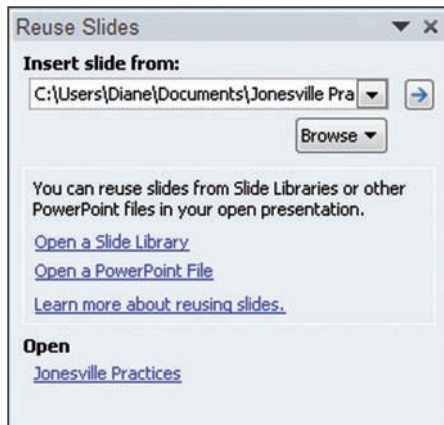 Reuse Slides
Insert slide from:
C:\Users\Diane\Documents\Jonesville Pra
Browse
You can reuse slides from Slide Libraries or other
PowerPoint files in your open presentation.
Open a Slide Library
Open a PowerPoint File
Learn more about reusing slides.
Open
Jonesville Practices